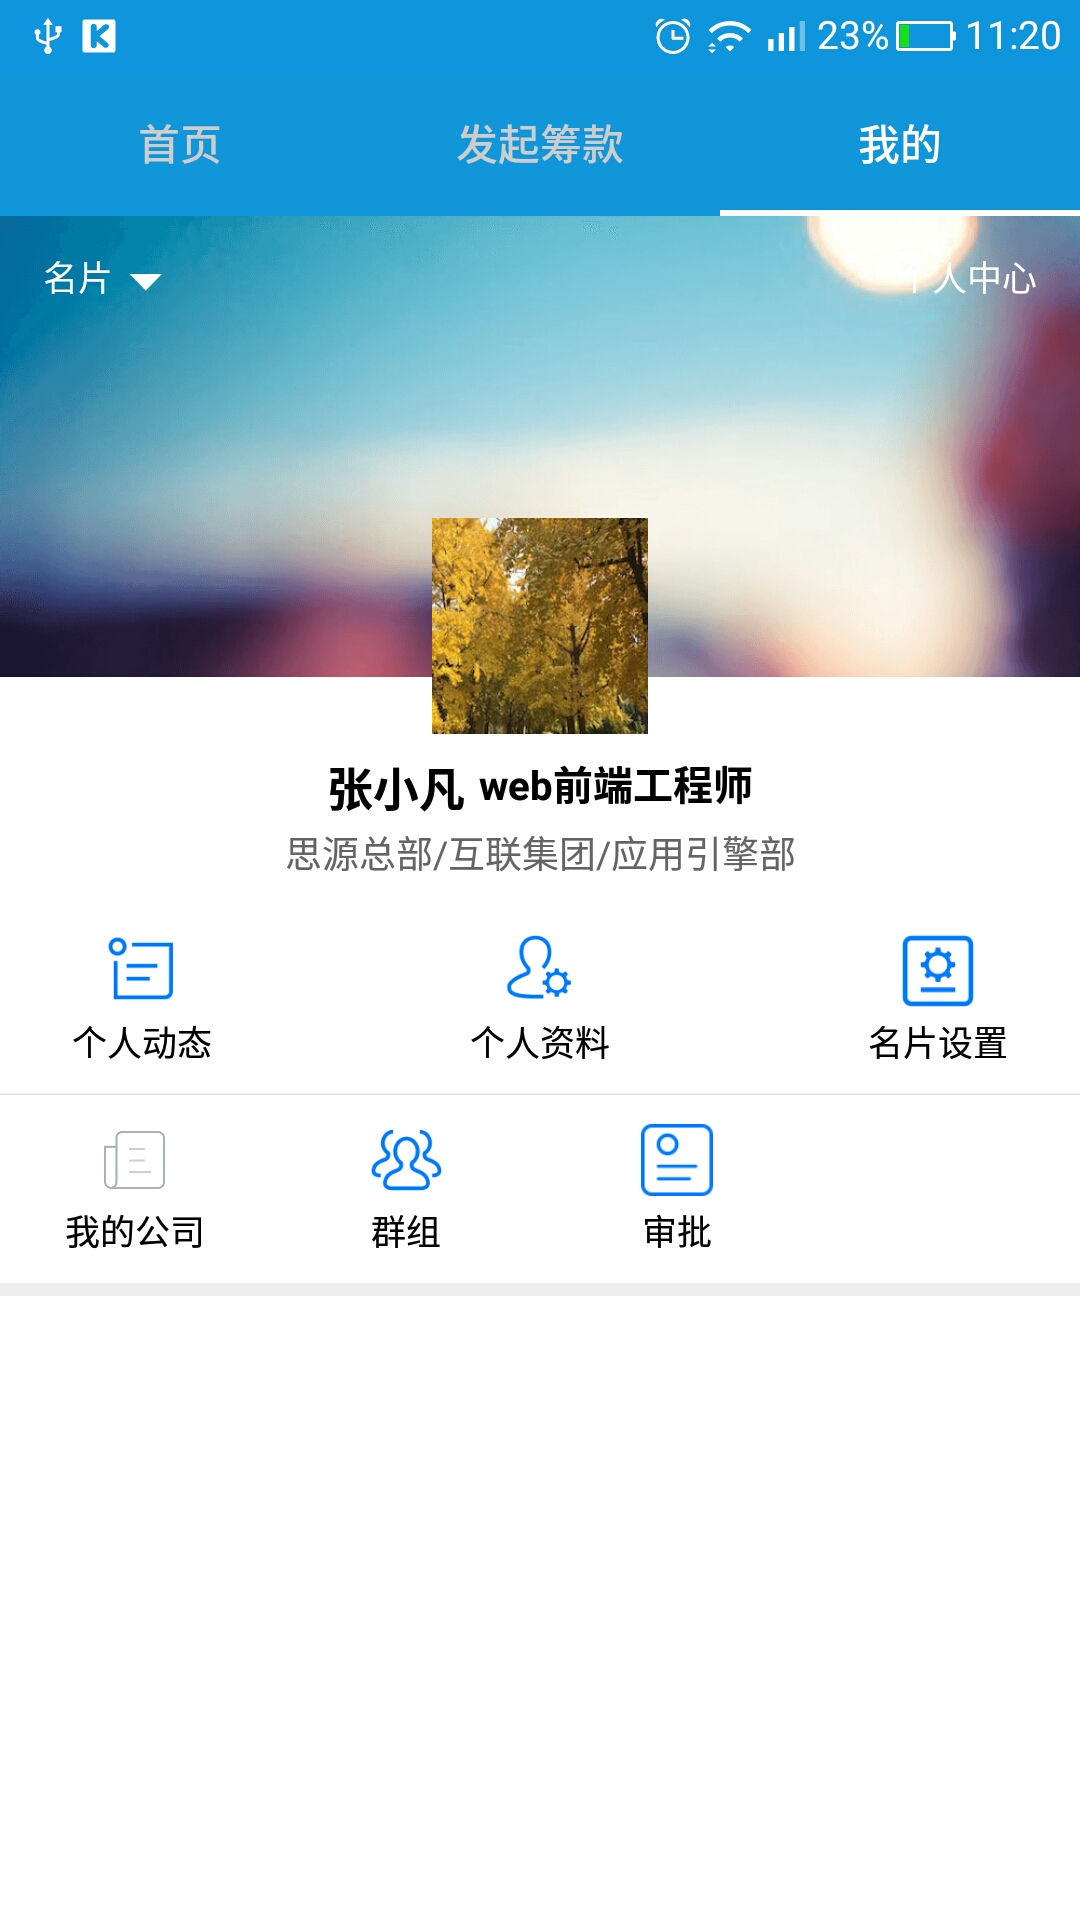 23% 11:20
首页 发起筹款 我的
名片 个人中心
张小凡 web前端工程师
思源总部/互联集团/应用引擎部
个人动态 个人资料 名片设置
我的公司 群组 审批